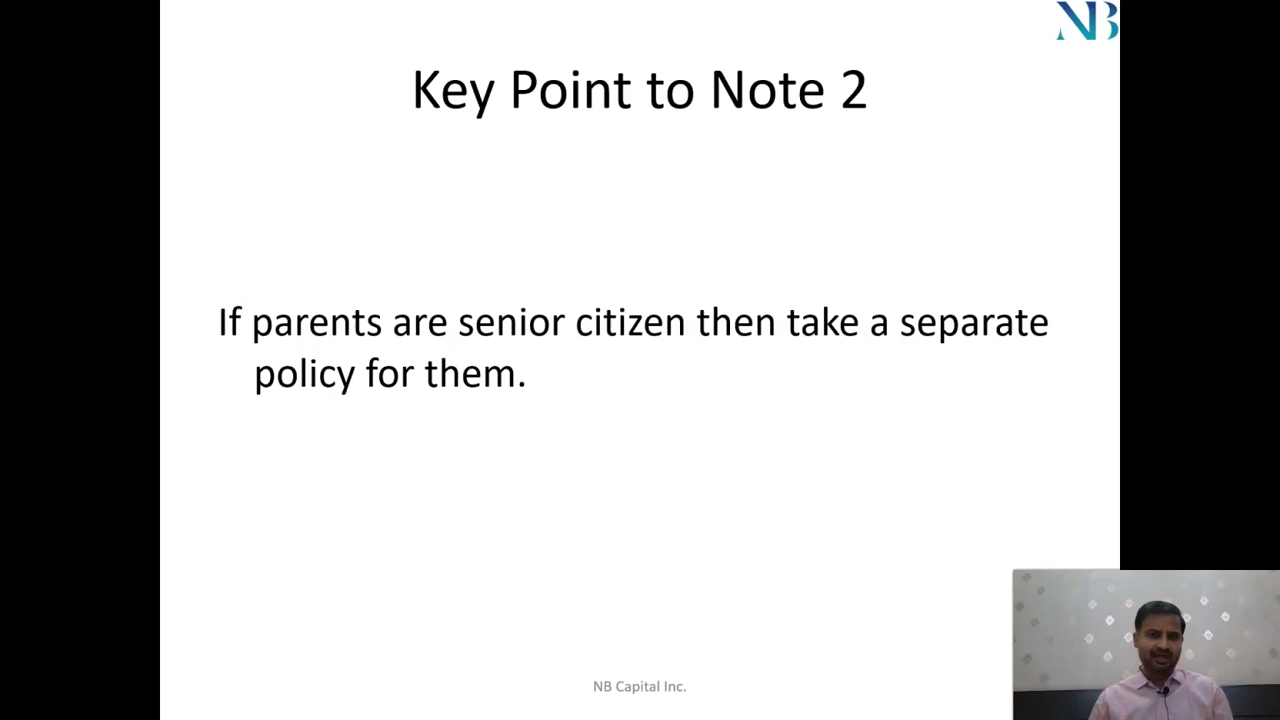 NB
Key Point to Note 2
If parents are senior citizen then take a separate
policy for them.
NB Capital Inc.